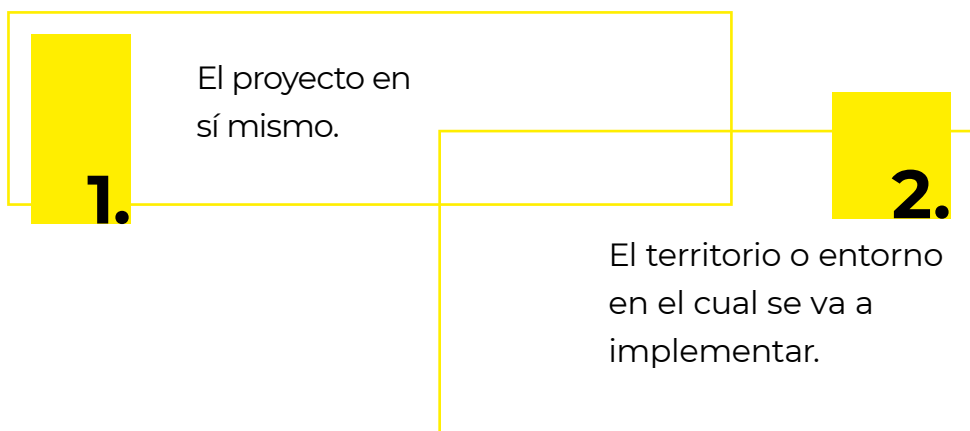 1.
El proyecto en
sí mismo.
2.
El territorio o entorno
en el cual se va a
implementar.